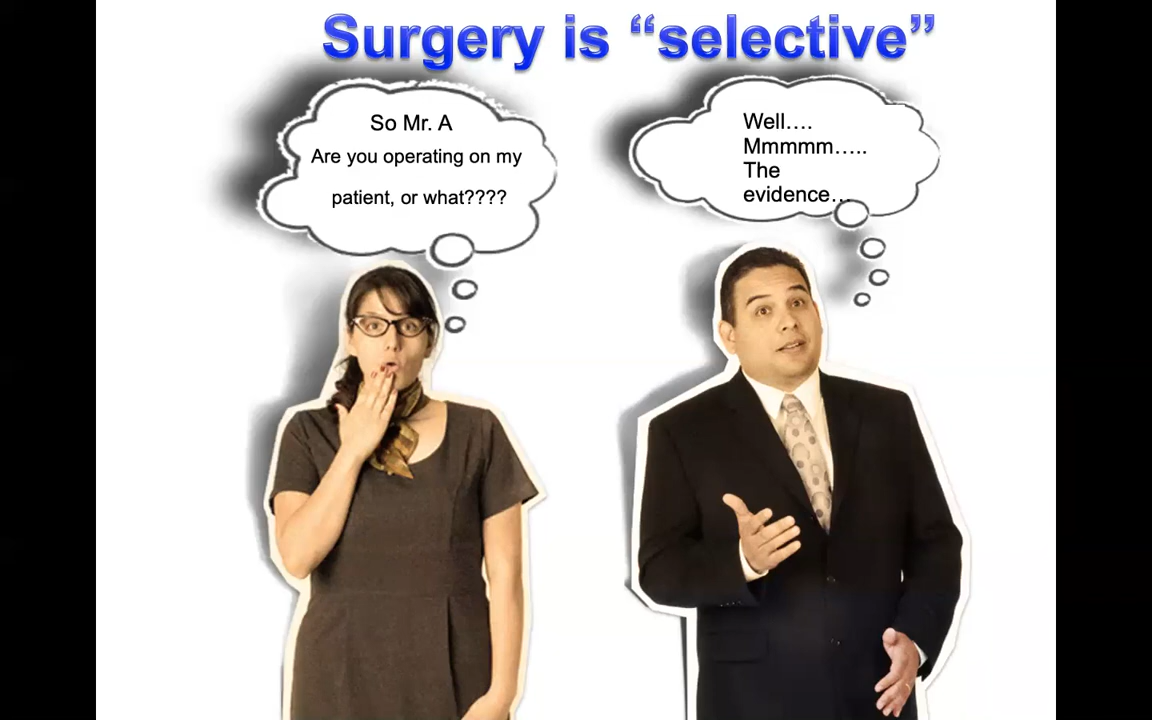 Surgery is “selective”
So Mr. A
Are you operating on my
patient, or what????
Well….
Mmmmm…..
The
evidence…